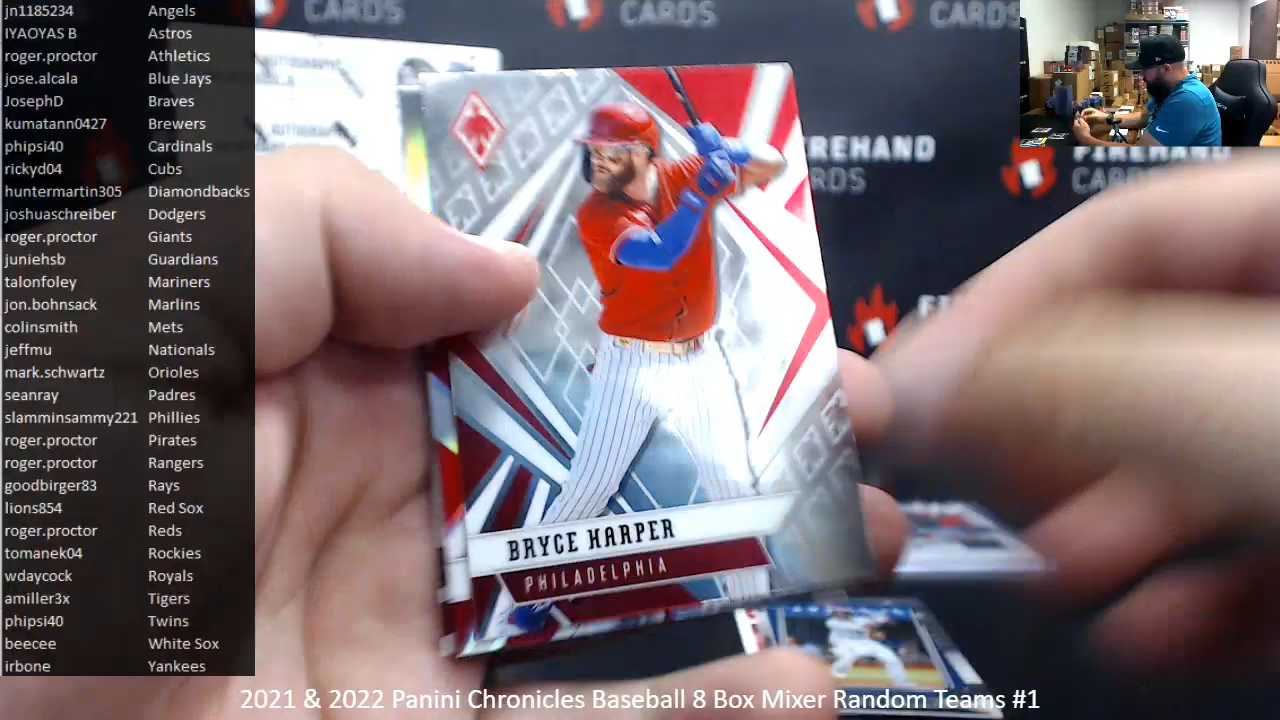 jn1185234 Angels
IYAOYAS B Astros
roger.proctor Athletics
jose.alcala Blue Jays
JosephD Braves
kumatann0427 Brewers
phipsi40 Cardinals
rickyd04 Cubs
huntermartin305 Diamondbacks
joshuaschreiber Dodgers
roger.proctor Giants
juniehsb Guardians
talonfoley Mariners
jon.bohnsack Marlins
colinsmith Mets
jeffmu Nationals
mark.schwartz Orioles
seanray Padres
slamminsammy221 Phillies
roger.proctor Pirates
roger.proctor Rangers
goodbirger83 Rays
lions854 Red Sox
roger.proctor Reds
tomanek04 Rockies
wdaycock Royals
amiller3x Tigers
phipsi40 Twins
beecee White Sox
irbone Yankees
CARDS
CARDS
CARDS
FIREHAND
CARDS
BRYCE HARPER
PHILADELPHIA
2021 & 2022 Panini Chronicles Baseball 8 Box Mixer Random Teams #1